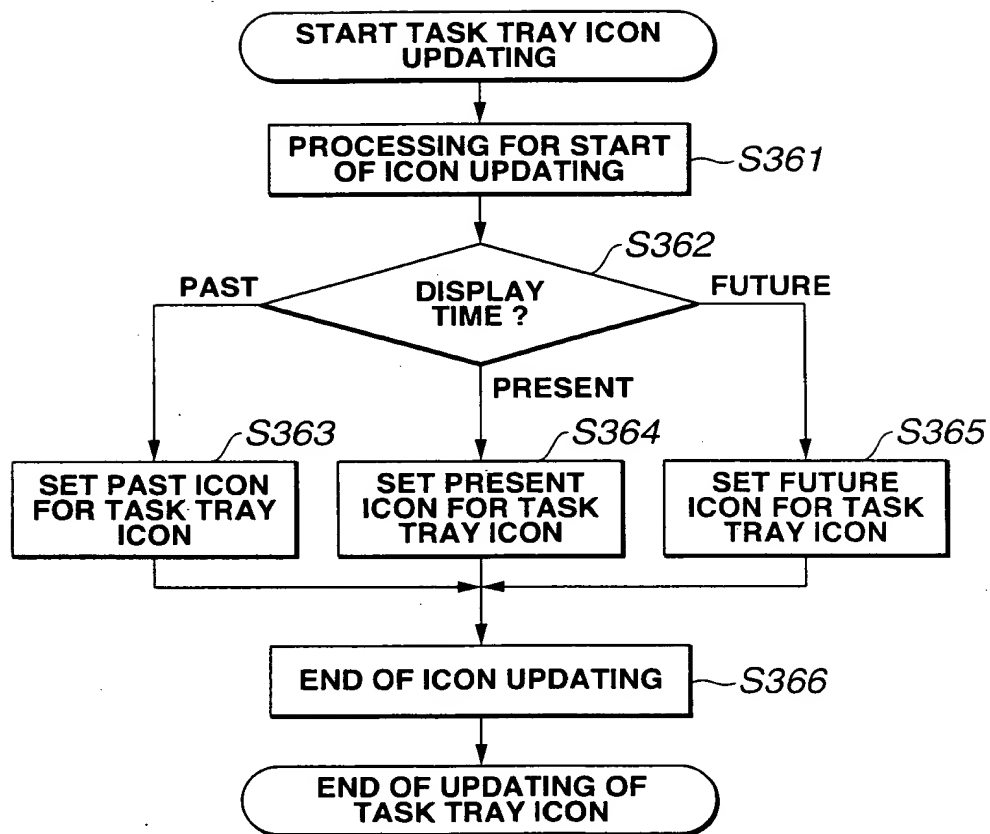 START TASK TRAY ICON
UPDATING
PROCESSING FOR START
OF ICON UPDATING
S361
S362
PAST
DISPLAY
TIME ?
FUTURE
PRESENT
S363
S364
S365
SET PAST ICON
FOR TASK TRAY
ICON
SET PRESENT
ICON FOR TASK
TRAY ICON
SET FUTURE
ICON FOR TASK
TRAY ICON
END OF ICON UPDATING
S366
END OF UPDATING OF
TASK TRAY ICON